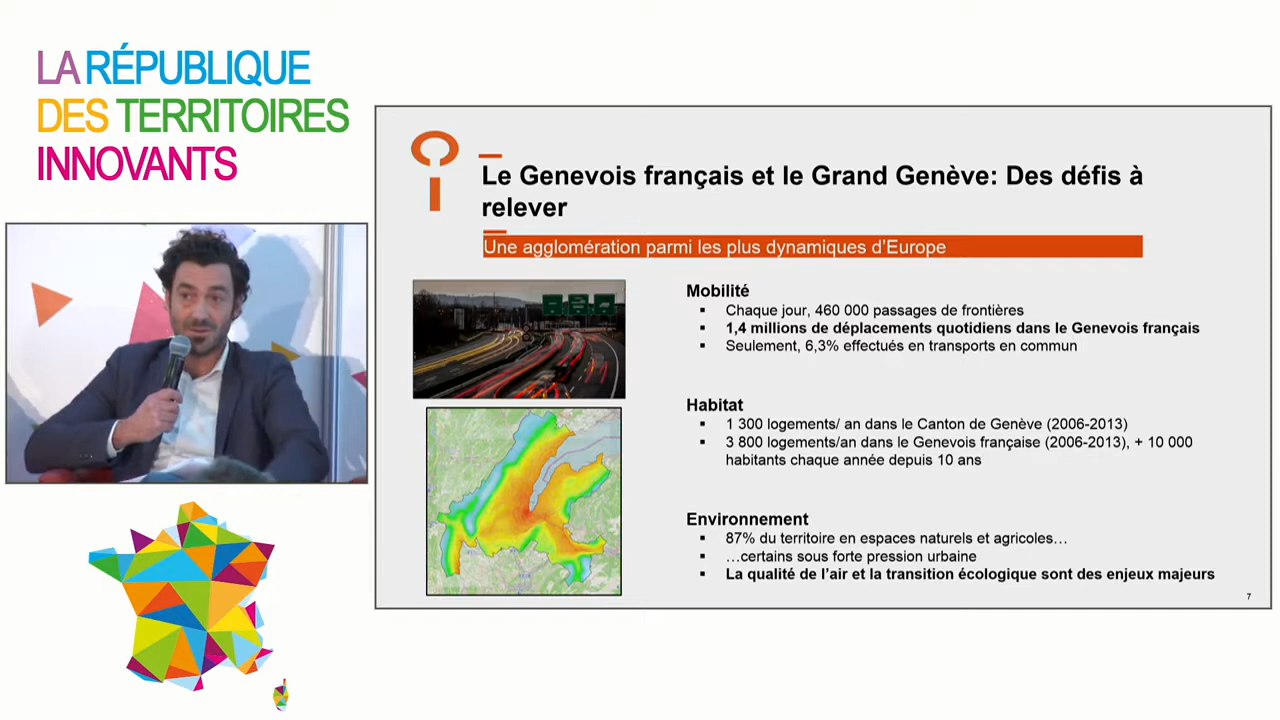 LA RÉPUBLIQUE
DES TERRITOIRES
INNOVANTS
Le Genevois français et le Grand Genève: Des défis à
relever
Une agglomération parmi les plus dynamiques d'Europe
Mobilité
▪ Chaque jour, 460 000 passages de frontières
▪ 1,4 millions de déplacements quotidiens dans le Genevois français
▪ Seulement, 6,3% effectués en transports en commun
Habitat
▪ 1 300 logements/ an dans le Canton de Genève (2006-2013)
▪ 3 800 logements/an dans le Genevois française (2006-2013), + 10 000
habitants chaque année depuis 10 ans
Environnement
▪ 87% du territoire en espaces naturels et agricoles…
▪ …certains sous forte pression urbaine
▪ La qualité de l'air et la transition écologique sont des enjeux majeurs
7